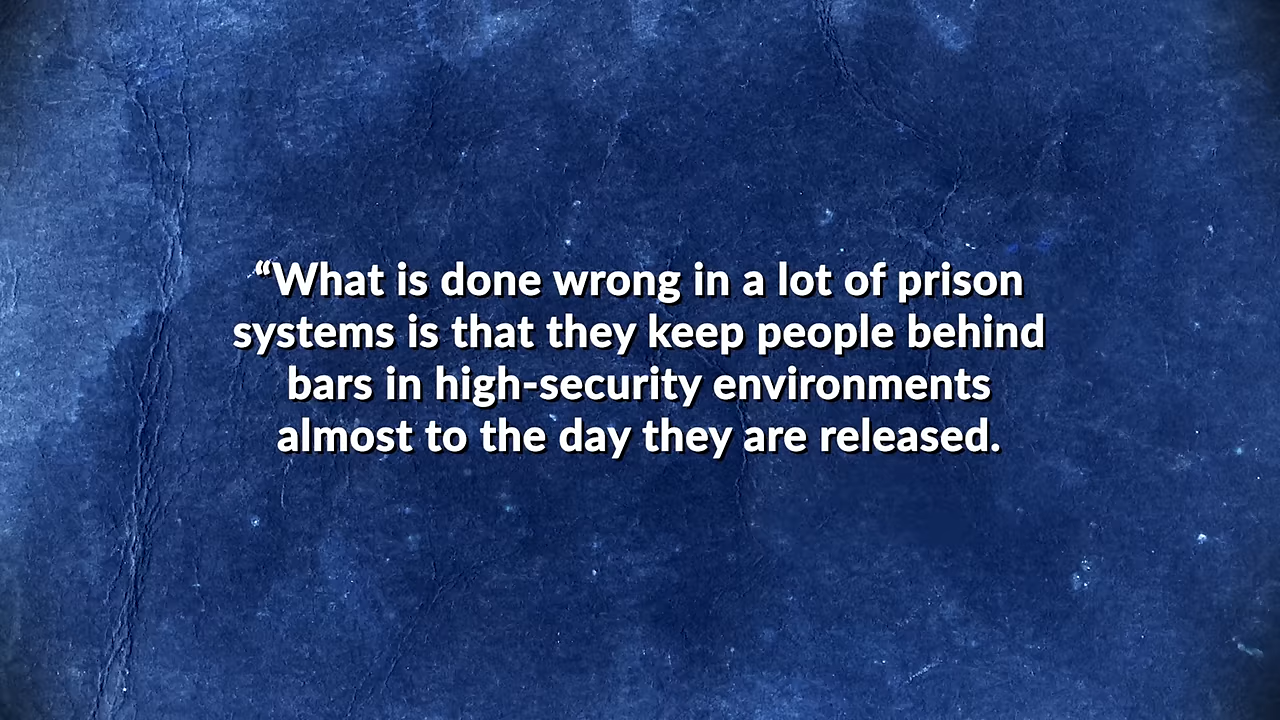 “What is done wrong in a lot of prison
systems is that they keep people behind
bars in high-security environments
almost to the day they are released.